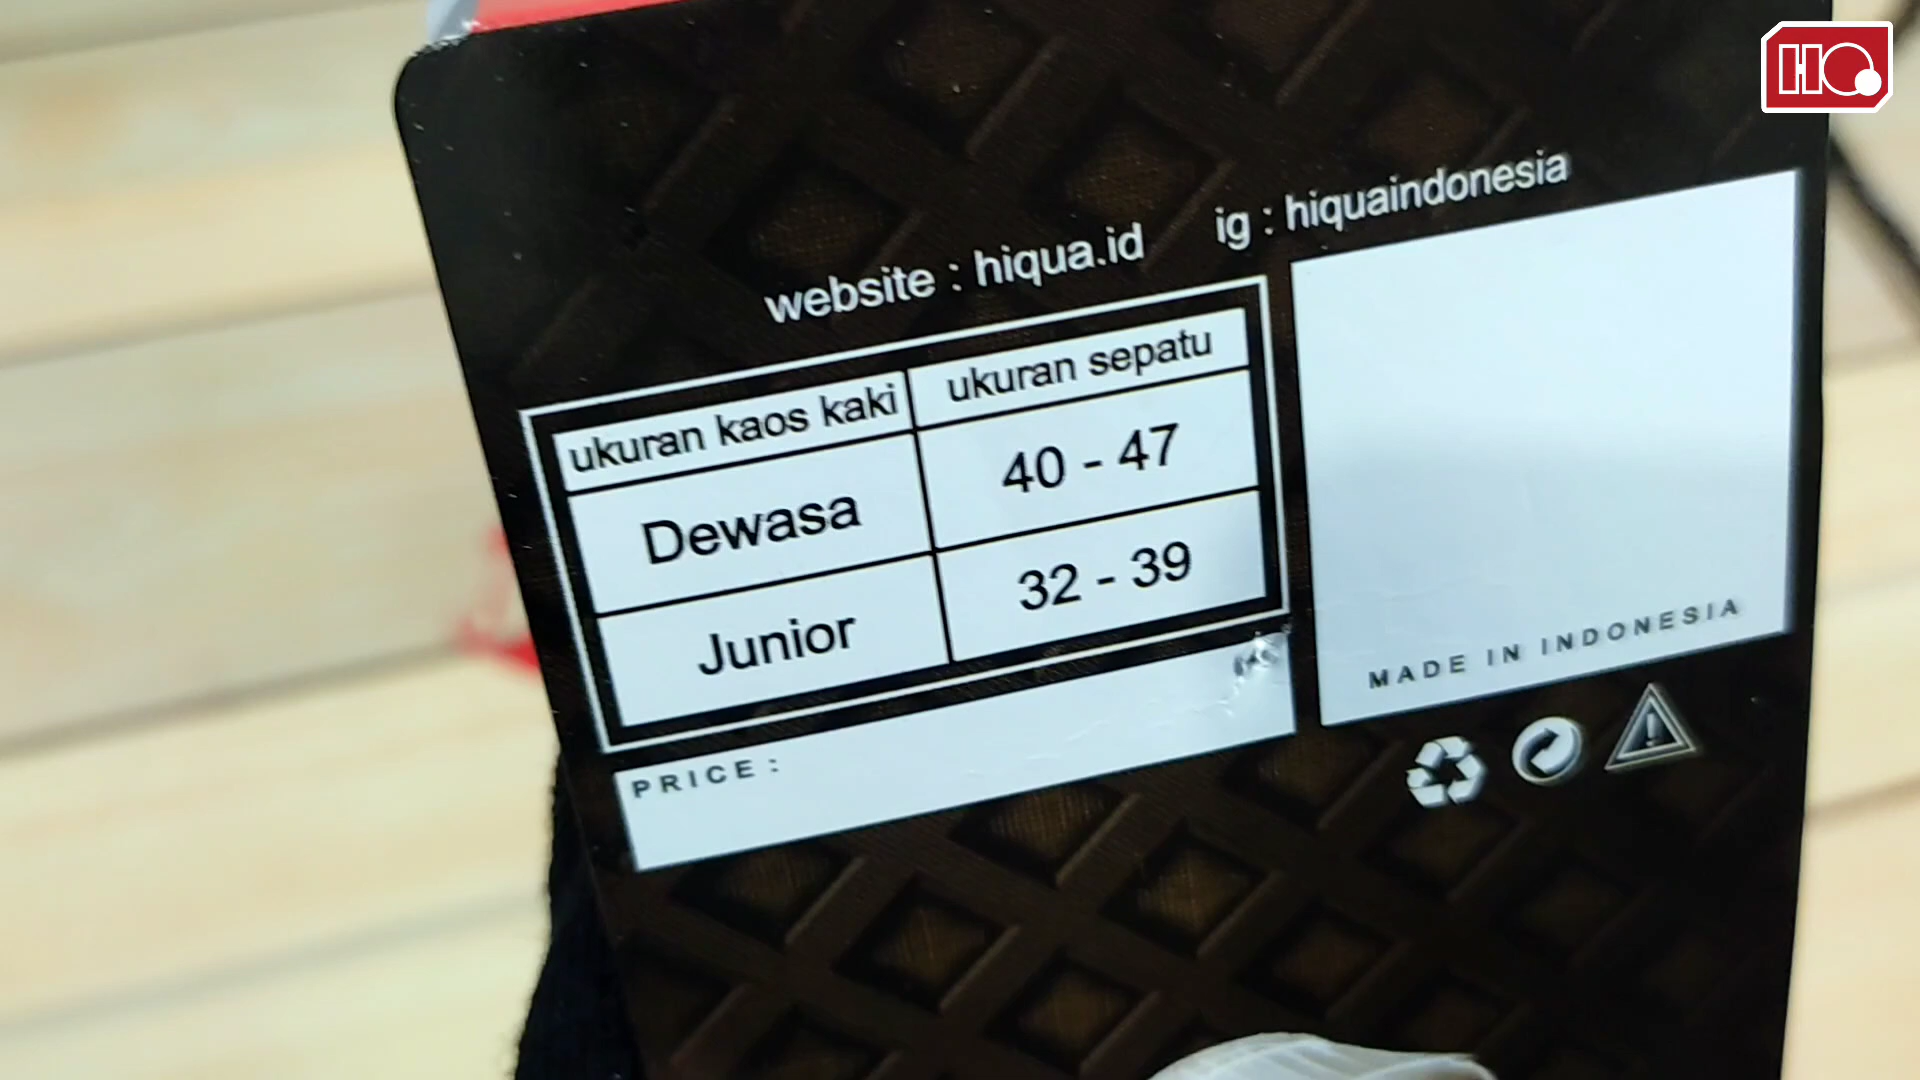 HQ
website : hiqua.id ig : hiquaindonesia
ukuran kaos kaki ukuran sepatu
Dewasa 40 - 47
Junior 32 - 39
PRICE :
MADE IN INDONESIA